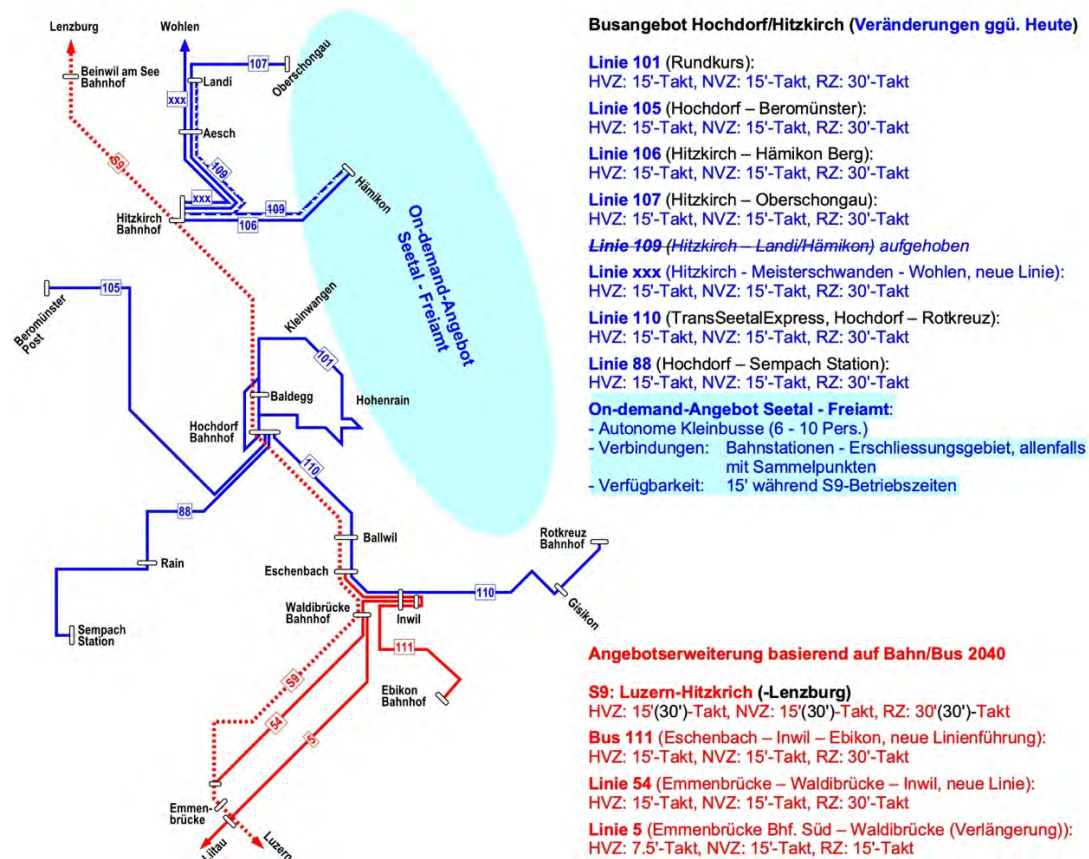 Lenzburg
Wohlen
Beinwil am See
Bahnhof
Landi
107
Oberschongau
xxx
Aesch
S9
109
xxx
109
Hämikon
Hitzkirch
Bahnhof
106
On-demand-Angebot
Seetal - Freiamt
Beromünster
Post
105
Kleinwangen
101
Baldegg
Hohenrain
Hochdorf
Bahnhof
110
88
Ballwil
Rotkreuz
Bahnhof
Rain
Eschenbach
110
Gisikon
Waldibrücke
Bahnhof
Inwil
Sempach
Station
111
S9
Ebikon
Bahnhof
54
5
Emmen-
brücke
Littau
Luzern
Busangebot Hochdorf/Hitzkirch (Veränderungen ggü. Heute)
Linie 101 (Rundkurs):
HVZ: 15'-Takt, NVZ: 15'-Takt, RZ: 30'-Takt
Linie 105 (Hochdorf – Beromünster):
HVZ: 15'-Takt, NVZ: 15'-Takt, RZ: 30'-Takt
Linie 106 (Hitzkirch – Hämikon Berg):
HVZ: 15'-Takt, NVZ: 15'-Takt, RZ: 30'-Takt
Linie 107 (Hitzkirch – Oberschongau):
HVZ: 15'-Takt, NVZ: 15'-Takt, RZ: 30'-Takt
Linie 109 (Hitzkirch – Landi/Hämikon) aufgehoben
Linie xxx (Hitzkirch - Meisterschwanden - Wohlen, neue Linie):
HVZ: 15'-Takt, NVZ: 15'-Takt, RZ: 30'-Takt
Linie 110 (TransSeetalExpress, Hochdorf – Rotkreuz):
HVZ: 15'-Takt, NVZ: 15'-Takt, RZ: 30'-Takt
Linie 88 (Hochdorf – Sempach Station):
HVZ: 15'-Takt, NVZ: 15'-Takt, RZ: 30'-Takt
On-demand-Angebot Seetal - Freiamt:
- Autonome Kleinbusse (6 - 10 Pers.)
- Verbindungen: Bahnstationen - Erschliessungsgebiet, allenfalls
mit Sammelpunkten
- Verfügbarkeit: 15' während S9-Betriebszeiten
Angebotserweiterung basierend auf Bahn/Bus 2040
S9: Luzern-Hitzkrich (-Lenzburg)
HVZ: 15'(30')-Takt, NVZ: 15'(30')-Takt, RZ: 30'(30')-Takt
Bus 111 (Eschenbach – Inwil – Ebikon, neue Linienführung):
HVZ: 15'-Takt, NVZ: 15'-Takt, RZ: 30'-Takt
Linie 54 (Emmenbrücke – Waldibrücke – Inwil, neue Linie):
HVZ: 15'-Takt, NVZ: 15'-Takt, RZ: 30'-Takt
Linie 5 (Emmenbrücke Bhf. Süd – Waldibrücke (Verlängerung)):
HVZ: 7.5'-Takt, NVZ: 15'-Takt, RZ: 15'-Takt